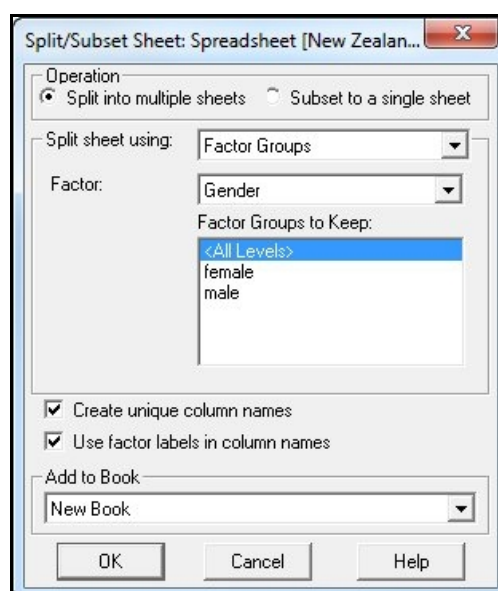 Split/Subset Sheet: Spreadsheet [New Zealan...
Operation
Split into multiple sheets Subset to a single sheet
Split sheet using: Factor Groups
Factor: Gender
Factor Groups to Keep:
<All Levels>
female
male
Create unique column names
Use factor labels in column names
Add to Book
New Book
OK Cancel Help